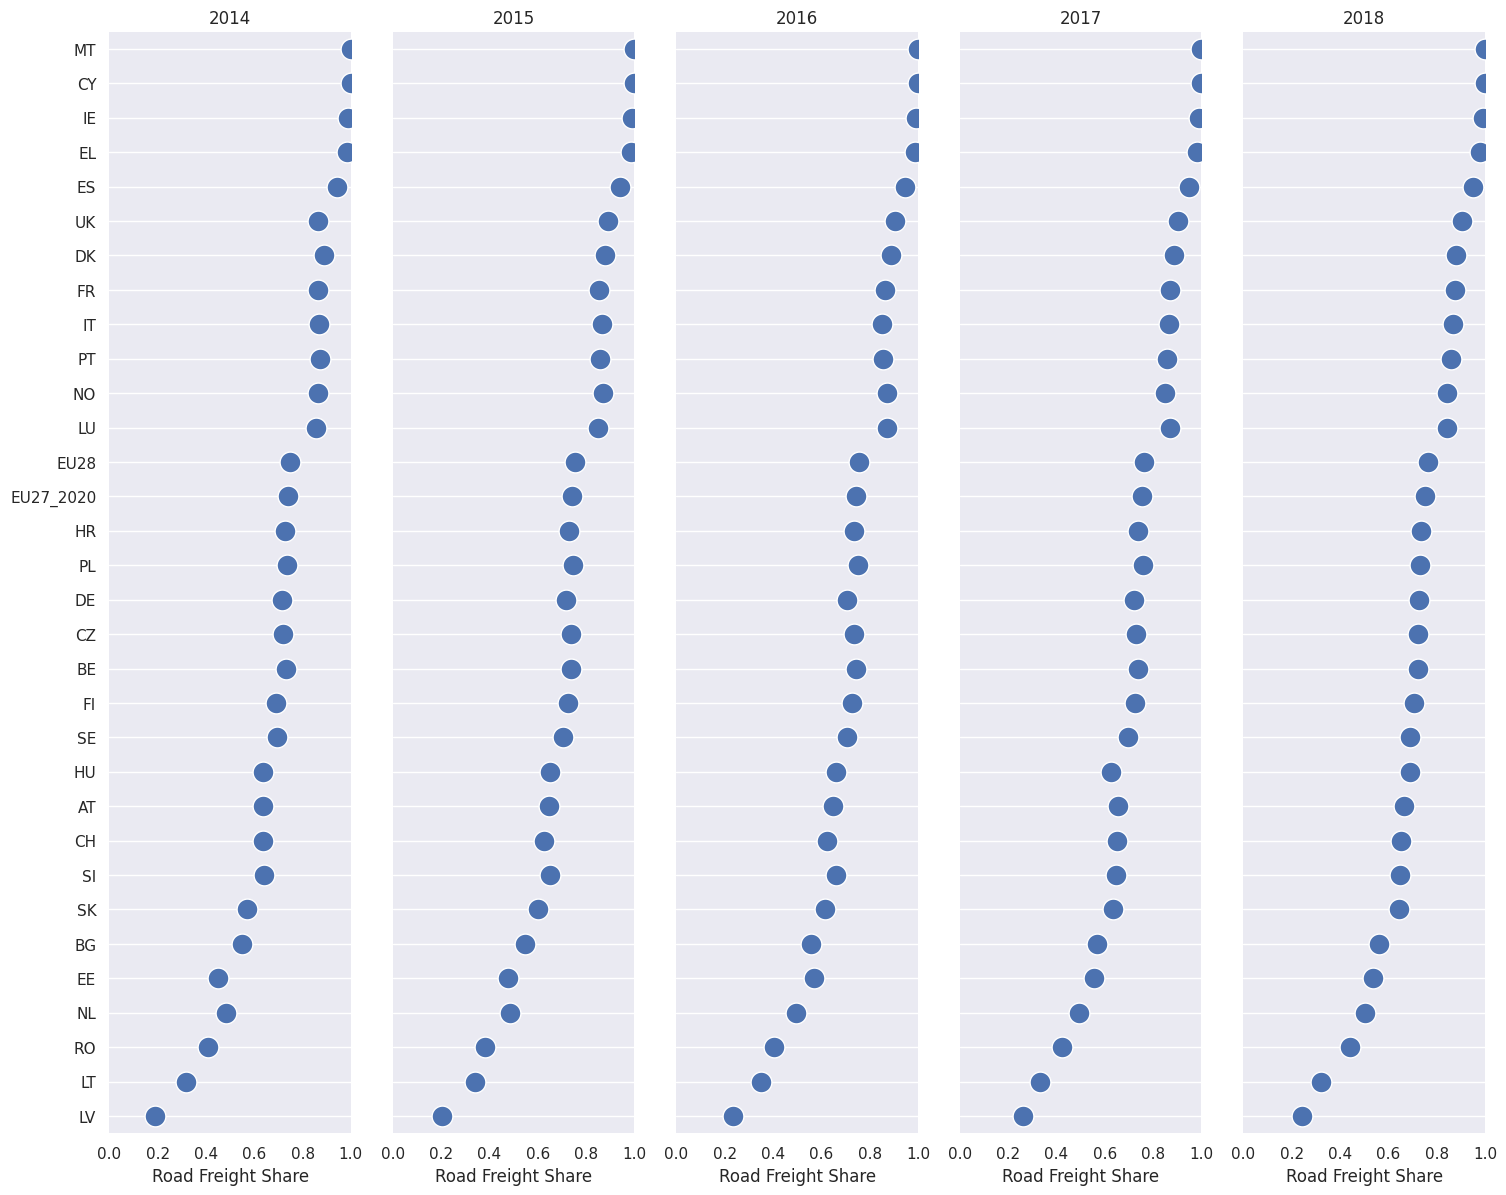 2014 2015 2016 2017 2018
MT
CY
IE
EL
ES
UK
DK
FR
IT
PT
NO
LU
EU28
EU27_2020
HR
PL
DE
CZ
BE
FI
SE
HU
AT
CH
SI
SK
BG
EE
NL
RO
LT
LV
0.0 0.2 0.4 0.6 0.8 1.0 0.0 0.2 0.4 0.6 0.8 1.0 0.0 0.2 0.4 0.6 0.8 1.0 0.0 0.2 0.4 0.6 0.8 1.0 0.0 0.2 0.4 0.6 0.8 1.0
Road Freight Share Road Freight Share Road Freight Share Road Freight Share Road Freight Share